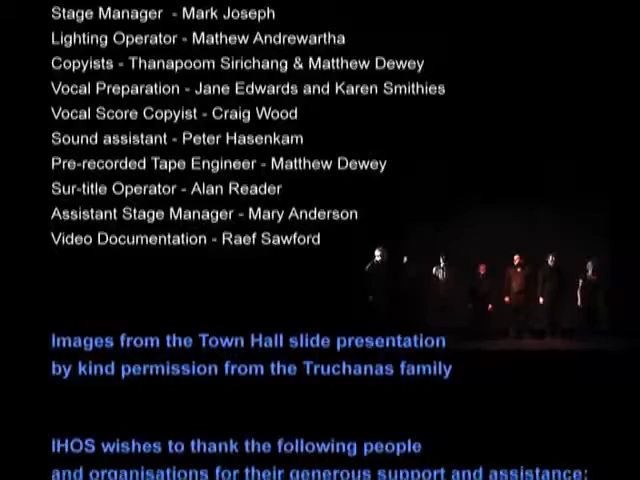 Stage Manager - Mark Joseph
Lighting Operator - Mathew Andrewartha
Copyists - Thanapoom Sirichang & Matthew Dewey
Vocal Preparation - Jane Edwards and Karen Smithies
Vocal Score Copyist - Craig Wood
Sound assistant - Peter Hasenkam
Pre-recorded Tape Engineer - Matthew Dewey
Sur-title Operator - Alan Reader
Assistant Stage Manager - Mary Anderson
Video Documentation - Raef Sawford
Images from the Town Hall slide presentation
by kind permission from the Truchanas family
IHOS wishes to thank the following people
and organisations for their generous support and assistance: